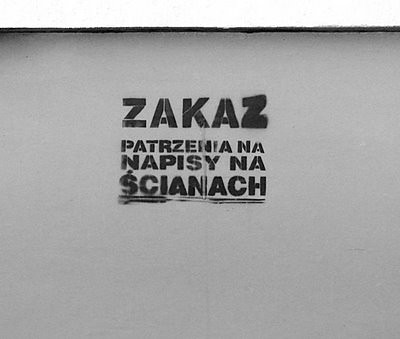 ZAKAZ
PATRZENIA NA
NAPISY NA
ŚCIANACH